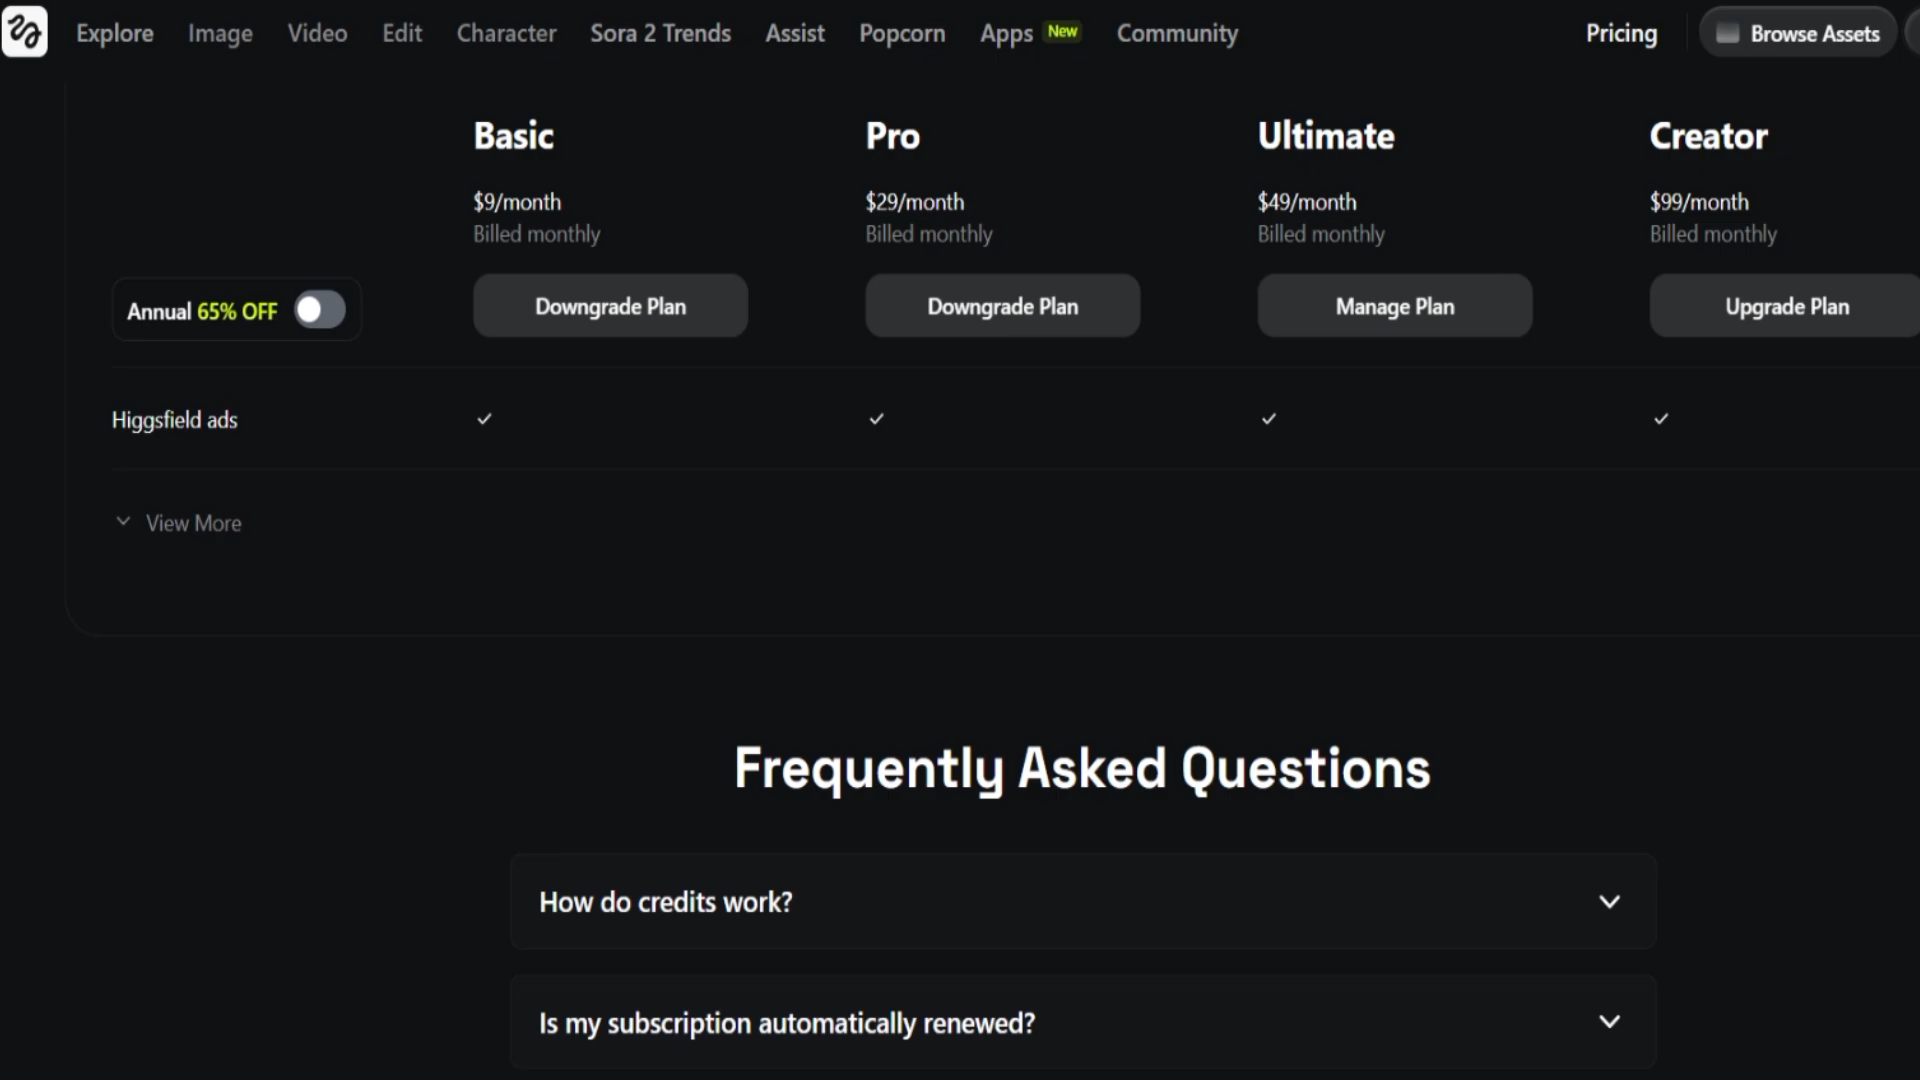 Explore Image Video Edit Character Sora 2 Trends Assist Popcorn Apps New Community Pricing Browse Assets
Basic Pro Ultimate Creator
$9/month $29/month $49/month $99/month
Billed monthly Billed monthly Billed monthly Billed monthly
Annual 65% OFF Downgrade Plan Downgrade Plan Manage Plan Upgrade Plan
Higgsfield ads
View More
Frequently Asked Questions
How do credits work?
Is my subscription automatically renewed?